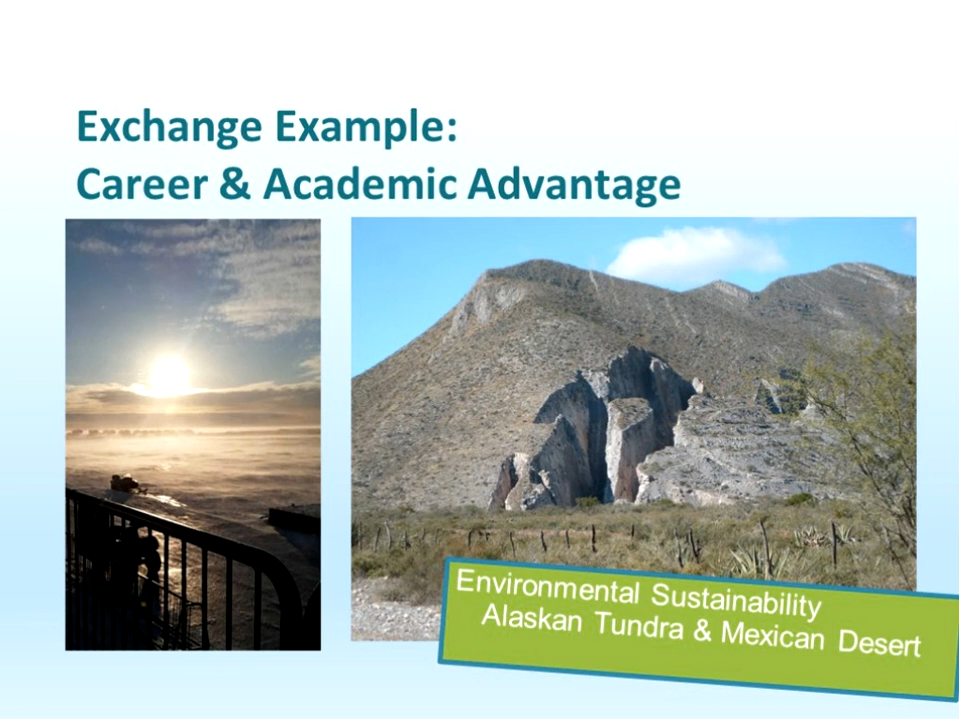 Exchange Example:
Career & Academic Advantage
Environmental Sustainability
Alaskan Tundra & Mexican Desert